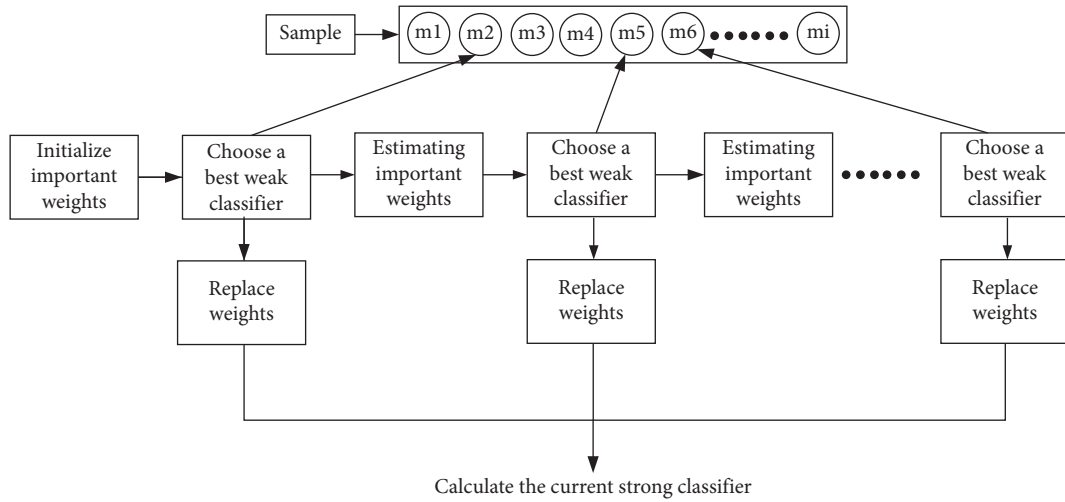 Sample
m1 m2 m3 m4 m5 m6 mi
Initialize
important
weights
Choose a
best weak
classifier
Estimating
important
weights
Choose a
best weak
classifier
Estimating
important
weights
Choose a
best weak
classifier
Replace
weights
Replace
weights
Replace
weights
Calculate the current strong classifier